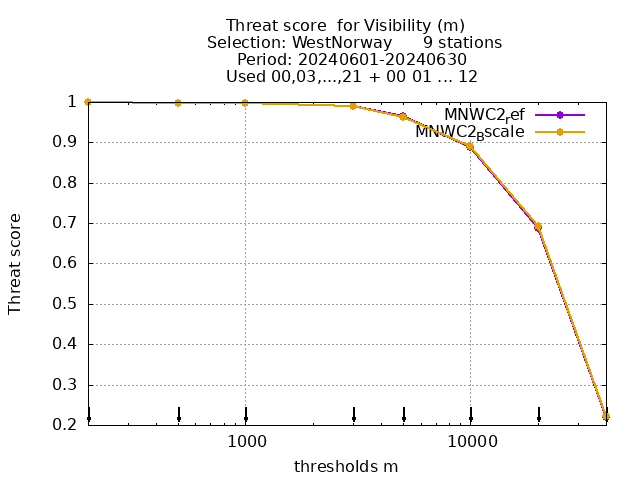 Threat score for Visibility (m)
Selection: WestNorway 9 stations
Period: 20240601-20240630
Used 00,03,...,21 + 00 01 ... 12
MNWC2ref
MNWC2Bscale
1
0.9
0.8
0.7
0.6
0.5
0.4
0.3
0.2
Threat score
1000
10000
thresholds m